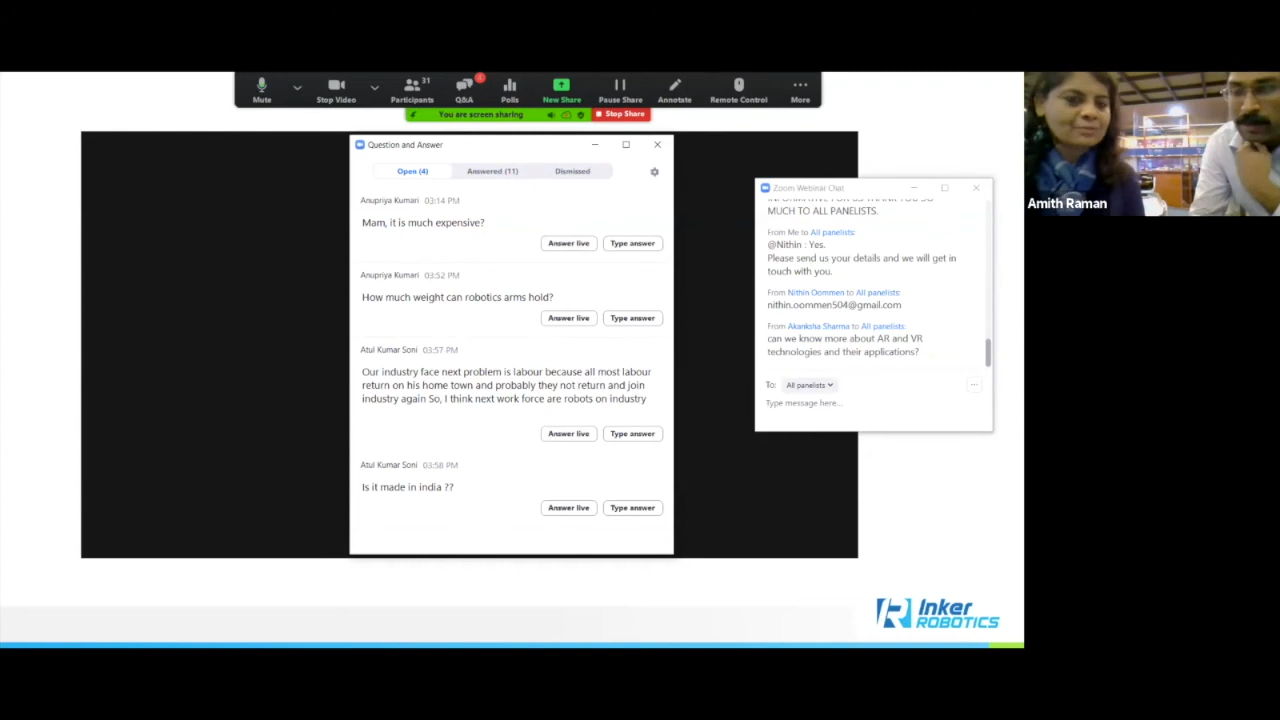 31
Mute
Stop Video
Participants
Q&A
Polls
New Share
Pause Share
Annotate
Remote Control
More
You are screen sharing
Stop Share
Question and Answer
Open (4)
Answered (11)
Dismissed
Anupriya Kumari 03:14 PM
Mam, it is much expensive?
Answer live
Type answer
Anupriya Kumari 03:52 PM
How much weight can robotics arms hold?
Answer live
Type answer
Atul Kumar Soni 03:57 PM
Our industry face next problem is labour because all most labour
return on his home town and probably they not return and join
industry again So, I think next work force are robots on industry
Answer live
Type answer
Atul Kumar Soni 03:58 PM
Is it made in india ??
Answer live
Type answer
Zoom Webinar Chat
MUCH TO ALL PANELISTS.
From Me to All panelists:
@Nithin : Yes.
Please send us your details and we will get in
touch with you.
From Nithin Oommen to All panelists:
nithin.oommen504@gmail.com
From Akanksha Sharma to All panelists:
can we know more about AR and VR
technologies and their applications?
To: All panelists
Type message here...
Amith Raman
Inker
ROBOTICS